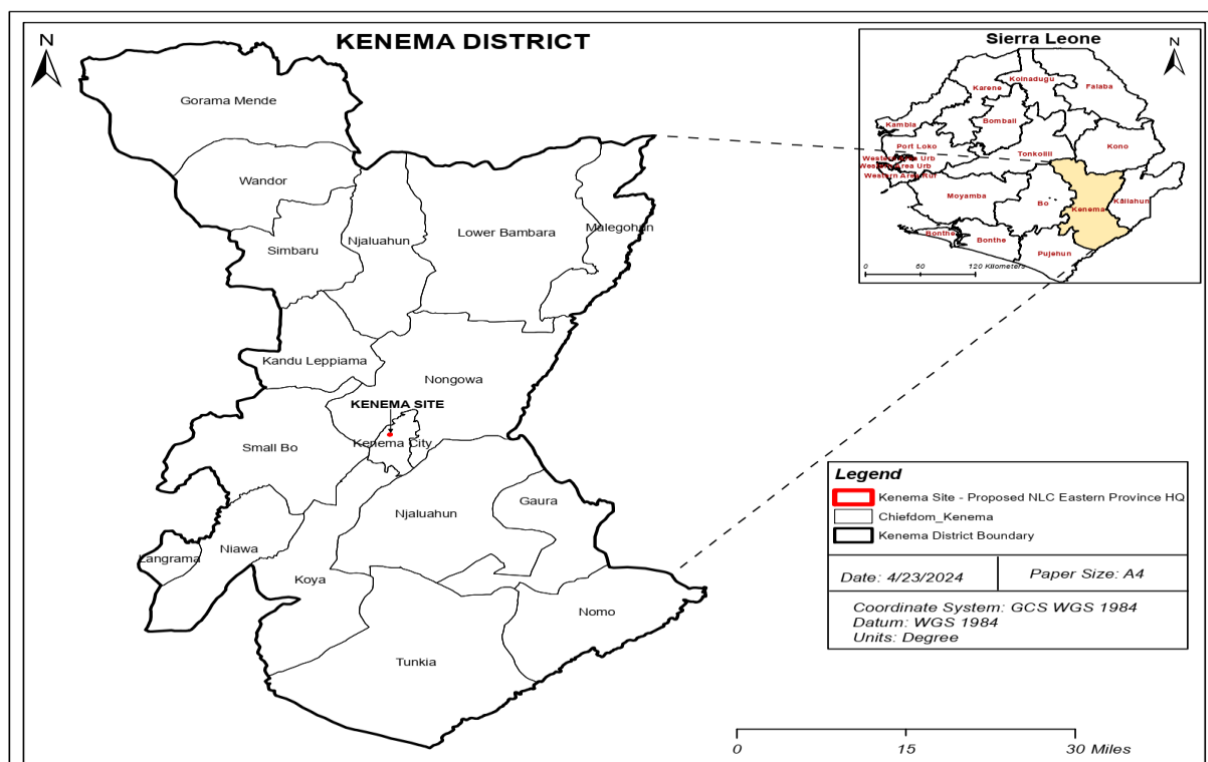 KENEMA DISTRICT
N
Gorama Mende
Wandor
Simbaru
Njaluahun
Lower Bambara
Malegohun
Kandu Leppiama
Nongowa
KENEMA SITE
Kenema City
Small Bo
Njaluahun
Gaura
Langrama
Niawa
Koya
Nomo
Tunkia
Sierra Leone
N
Koinadugu
Karene
Falaba
Kambia
Bombali
Port Loko
Tonkolili
Kono
Western Area Urb
Western Area Urb
Western Area Rur
Moyamba
Bo
Kenema
Kailahun
Bonthe
Bonthe
Pujehun
0 60 120 Kilometers
Legend
Kenema Site - Proposed NLC Eastern Province HQ
Chiefdom_Kenema
Kenema District Boundary
Date: 4/23/2024
Paper Size: A4
Coordinate System: GCS WGS 1984
Datum: WGS 1984
Units: Degree
0 15 30 Miles